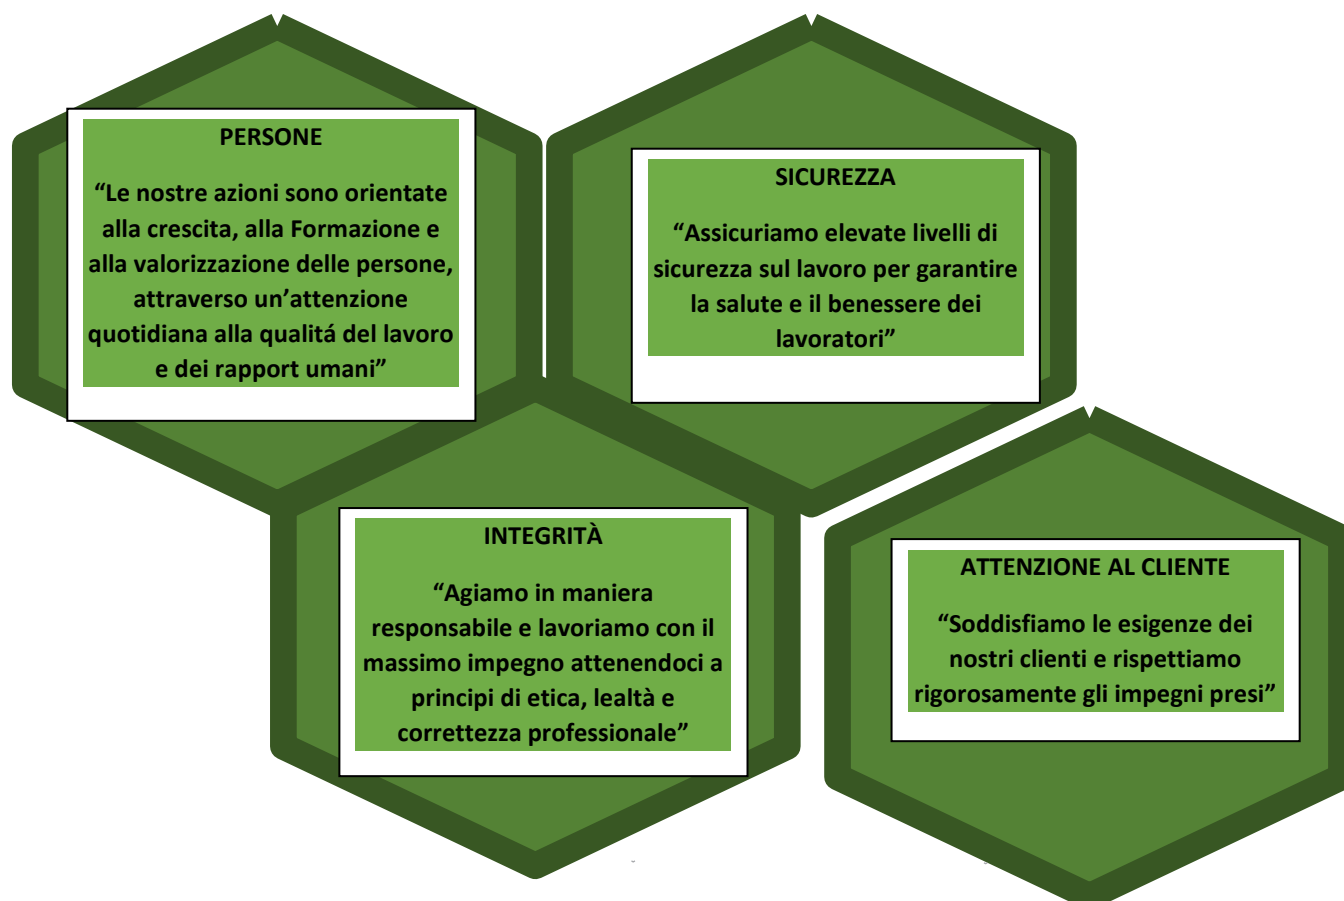 PERSONE
“Le nostre azioni sono orientate
alla crescita, alla Formazione e
alla valorizzazione delle persone,
attraverso un’attenzione
quotidiana alla qualitá del lavoro
e dei rapport umani”
SICUREZZA
“Assicuriamo elevate livelli di
sicurezza sul lavoro per garantire
la salute e il benessere dei
lavoratori”
INTEGRITÀ
“Agiamo in maniera
responsabile e lavoriamo con il
massimo impegno attenendoci a
principi di etica, lealtà e
correttezza professionale”
ATTENZIONE AL CLIENTE
“Soddisfiamo le esigenze dei
nostri clienti e rispettiamo
rigorosamente gli impegni presi”